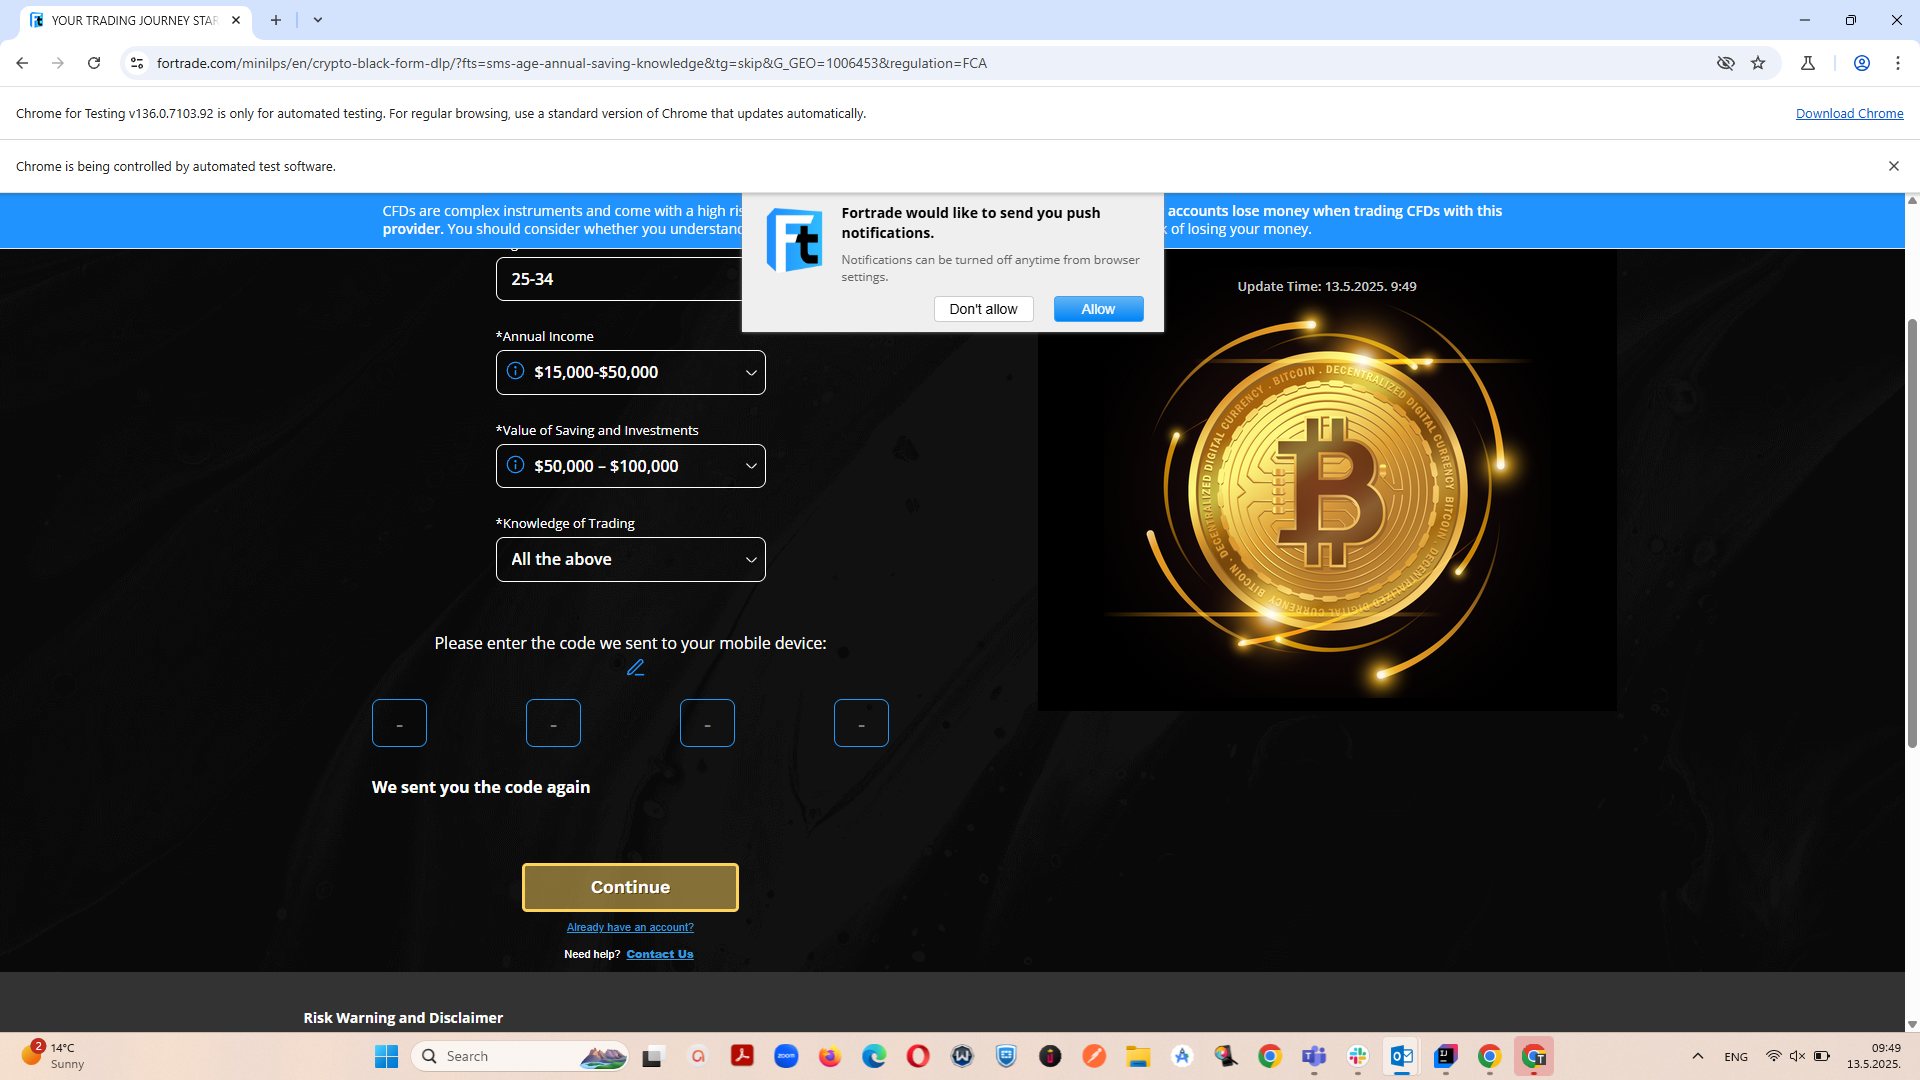 YOUR TRADING JOURNEY STAR
fortrade.com/minilps/en/crypto-black-form-dlp/?fts=sms-age-annual-saving-knowledge&tg=skip&G_GEO=1006453&regulation=FCA
Chrome for Testing v136.0.7103.92 is only for automated testing. For regular browsing, use a standard version of Chrome that updates automatically.
Download Chrome
Chrome is being controlled by automated test software.
CFDs are complex instruments and come with a high ris
accounts lose money when trading CFDs with this
provider. You should consider whether you understand
of losing your money.
Fortrade would like to send you push
notifications.
Notifications can be turned off anytime from browser
settings.
Don't allow
Allow
25-34
*Annual Income
$15,000-$50,000
*Value of Saving and Investments
$50,000 – $100,000
*Knowledge of Trading
All the above
Please enter the code we sent to your mobile device:
- - - -
We sent you the code again
Continue
Already have an account?
Need help? Contact Us
Update Time: 13.5.2025. 9:49
BITCOIN . DECENTRALIZED DIGITAL CURRENCY
BITCOIN . DECENTRALIZED DIGITAL CURRENCY
BITCOIN . DECENTRALIZED DIGITAL CURRENCY
Risk Warning and Disclaimer
2
14°C
Sunny
Search
zoom
ENG
09:49
13.5.2025.